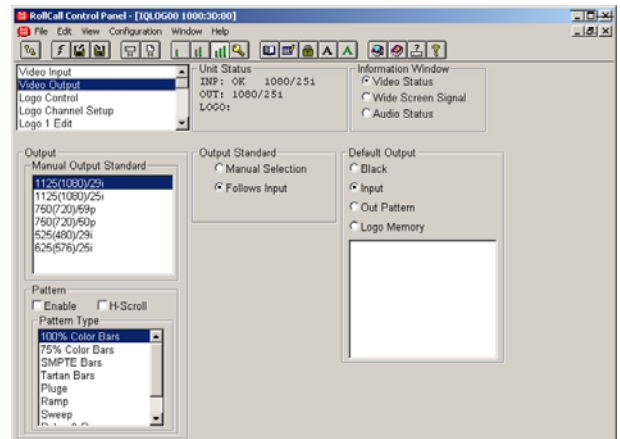 RollCall Control Panel - [IQLOG00 1000:3D:00]
File Edit View Configuration Window Help
Video Input
Video Output
Logo Control
Logo Channel Setup
Logo 1 Edit
Unit Status
INP: OK 1080/25i
OUT: 1080/25i
LOGO:
Information Window
Video Status
Wide Screen Signal
Audio Status
Output
Manual Output Standard
1125(1080)/29i
1125(1080)/25i
750(720)/59p
750(720)/50p
525(480)/29i
625(576)/25i
Output Standard
Manual Selection
Follows Input
Default Output
Black
Input
Out Pattern
Logo Memory
Pattern
Enable H-Scroll
Pattern Type
100% Color Bars
75% Color Bars
SMPTE Bars
Tartan Bars
Pluge
Ramp
Sweep